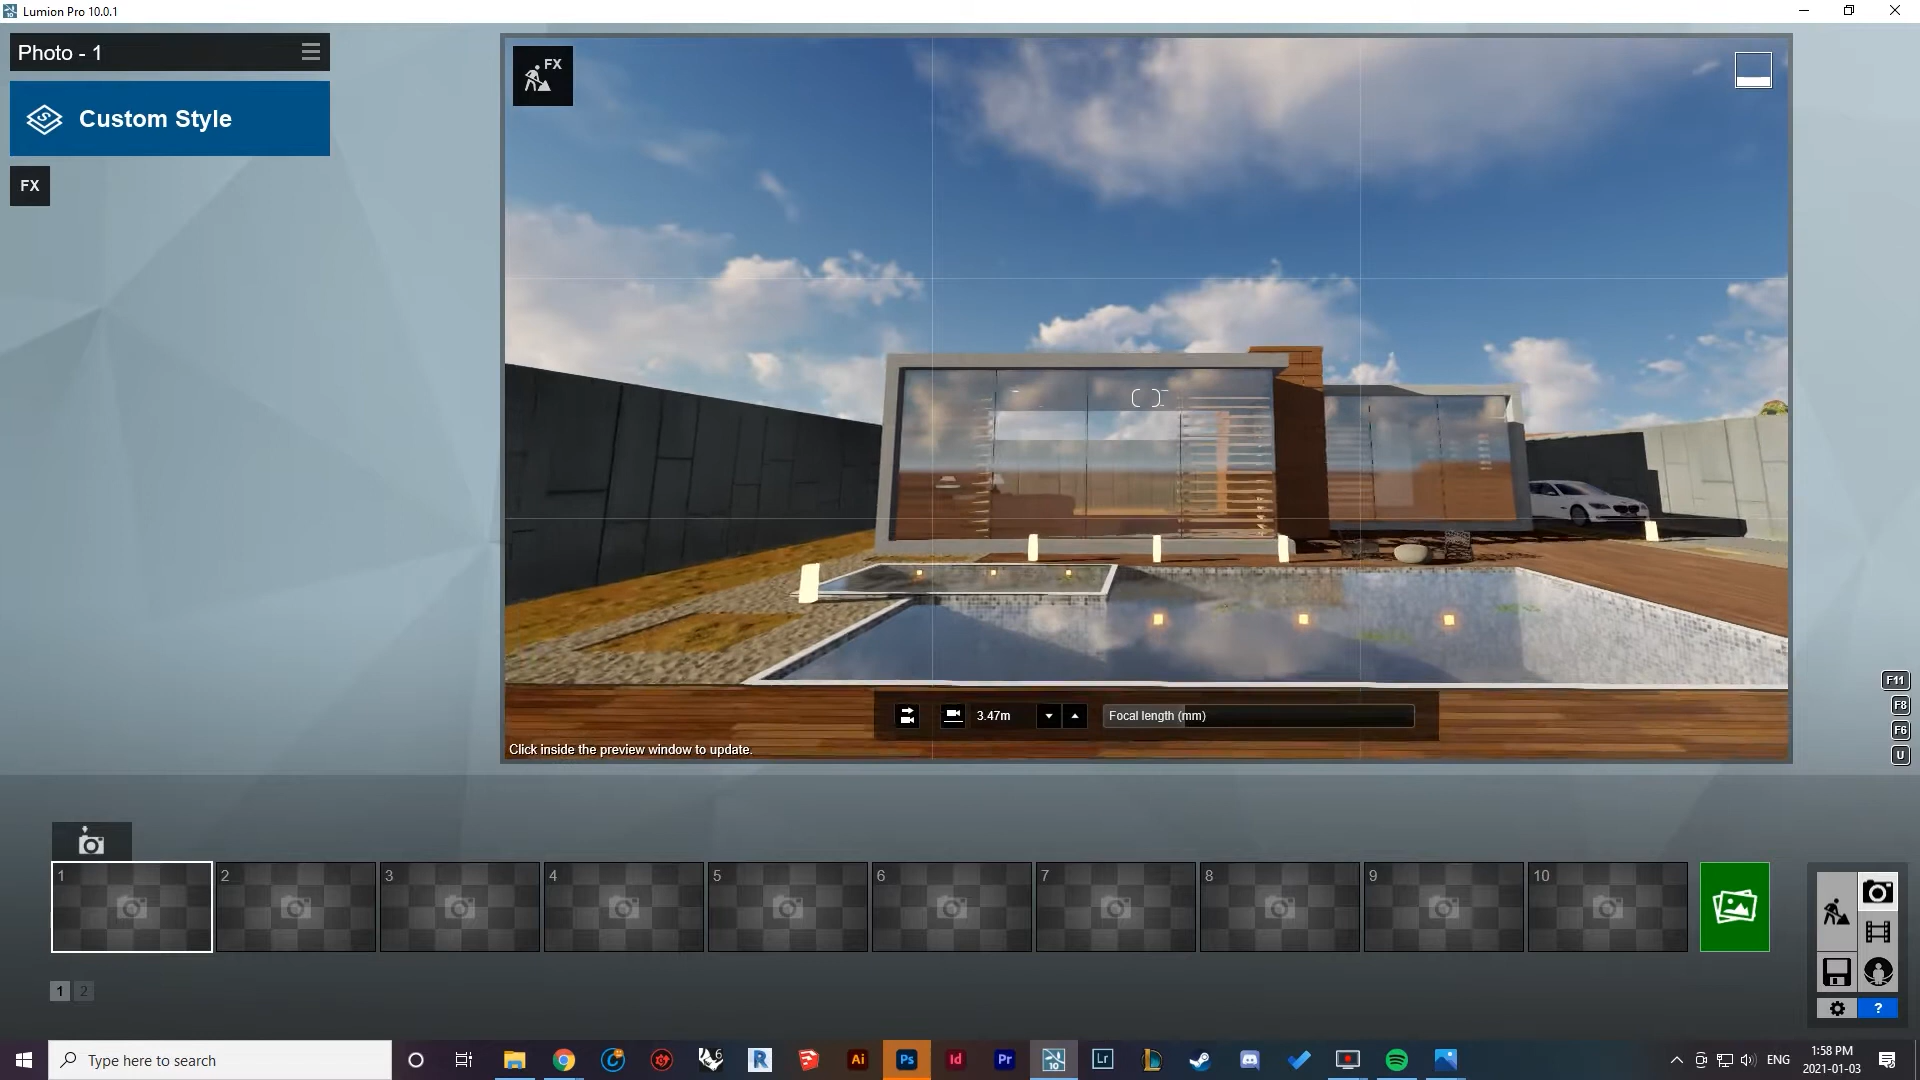 Lumion Pro 10.0.1
Photo - 1
Custom Style
FX
FX
3.47m
Focal length (mm)
Click inside the preview window to update.
F11
F8
F6
U
1
2
3
4
5
6
7
8
9
10
1
2
?
Type here to search
6
R
Ai
Ps
Id
Pr
10
Lr
ENG
1:58 PM
2021-01-03